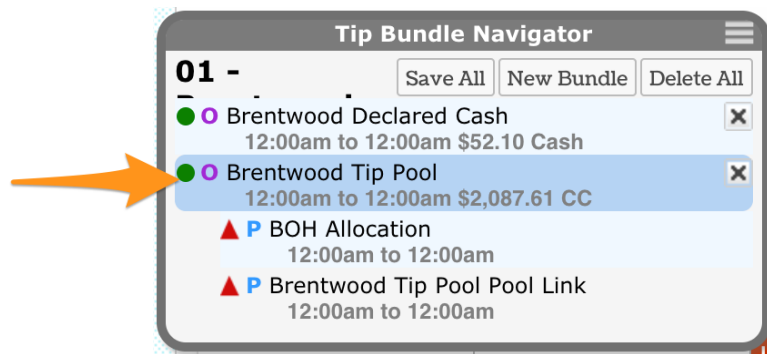 Tip Bundle Navigator
01 -
Save All New Bundle Delete All
O Brentwood Declared Cash
12:00am to 12:00am $52.10 Cash
O Brentwood Tip Pool
12:00am to 12:00am $2,087.61 CC
P BOH Allocation
12:00am to 12:00am
P Brentwood Tip Pool Pool Link
12:00am to 12:00am